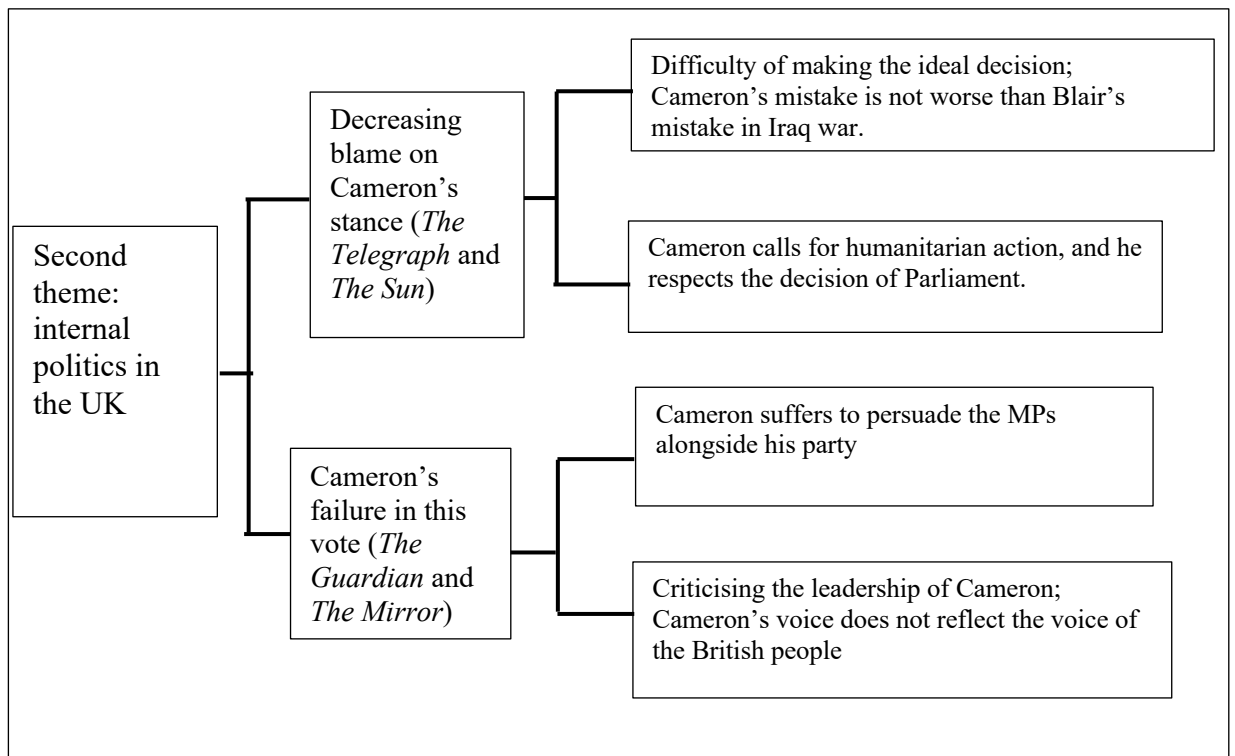 Second
theme:
internal
politics in
the UK
Decreasing
blame on
Cameron’s
stance (The
Telegraph and
The Sun)
Difficulty of making the ideal decision;
Cameron’s mistake is not worse than Blair’s
mistake in Iraq war.
Cameron calls for humanitarian action, and he
respects the decision of Parliament.
Cameron’s
failure in this
vote (The
Guardian and
The Mirror)
Cameron suffers to persuade the MPs
alongside his party
Criticising the leadership of Cameron;
Cameron’s voice does not reflect the voice of
the British people